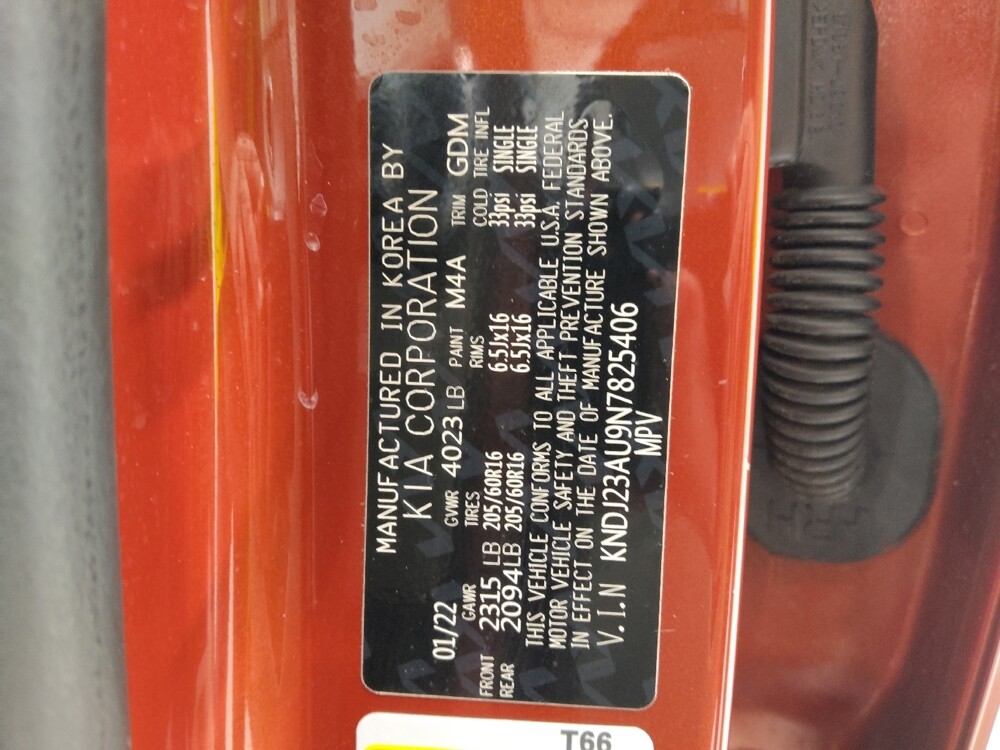 MANUFACTURED IN KOREA BY
KIA CORPORATION
01/22 GVWR 4023 LB PAINT M4A TRIM GDM
GAWR TIRES RIMS COLD TIRE INFL
FRONT 2315 LB 205/60R16 6.5Jx16 33psi SINGLE
REAR 2094LB 205/60R16 6.5Jx16 33psi SINGLE
THIS VEHICLE CONFORMS TO ALL APPLICABLE U.S.A. FEDERAL
MOTOR VEHICLE SAFETY AND THEFT PREVENTION STANDARDS
IN EFFECT ON THE DATE OF MANUFACTURE SHOWN ABOVE.
V.I.N KNDJ23AU9N7825406
MPV
T66